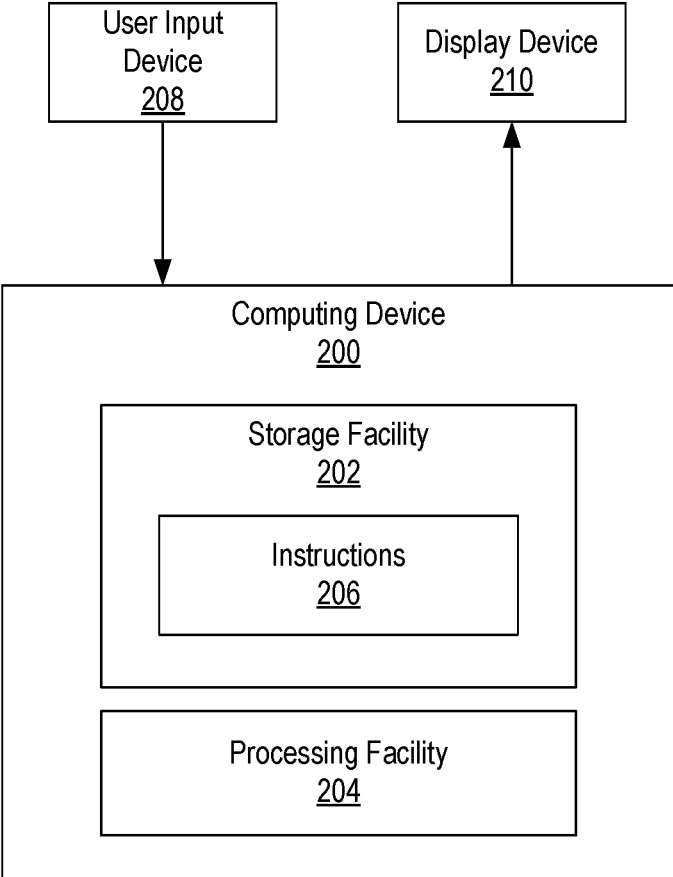 User Input
Device
208
Display Device
210
Computing Device
200
Storage Facility
202
Instructions
206
Processing Facility
204